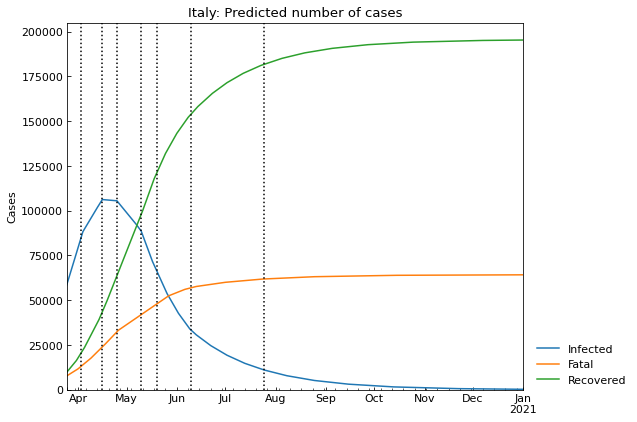 Italy: Predicted number of cases
200000
175000
150000
125000
100000
75000
50000
25000
0
Cases
Apr May Jun Jul Aug Sep Oct Nov Dec Jan
2021
Infected
Fatal
Recovered